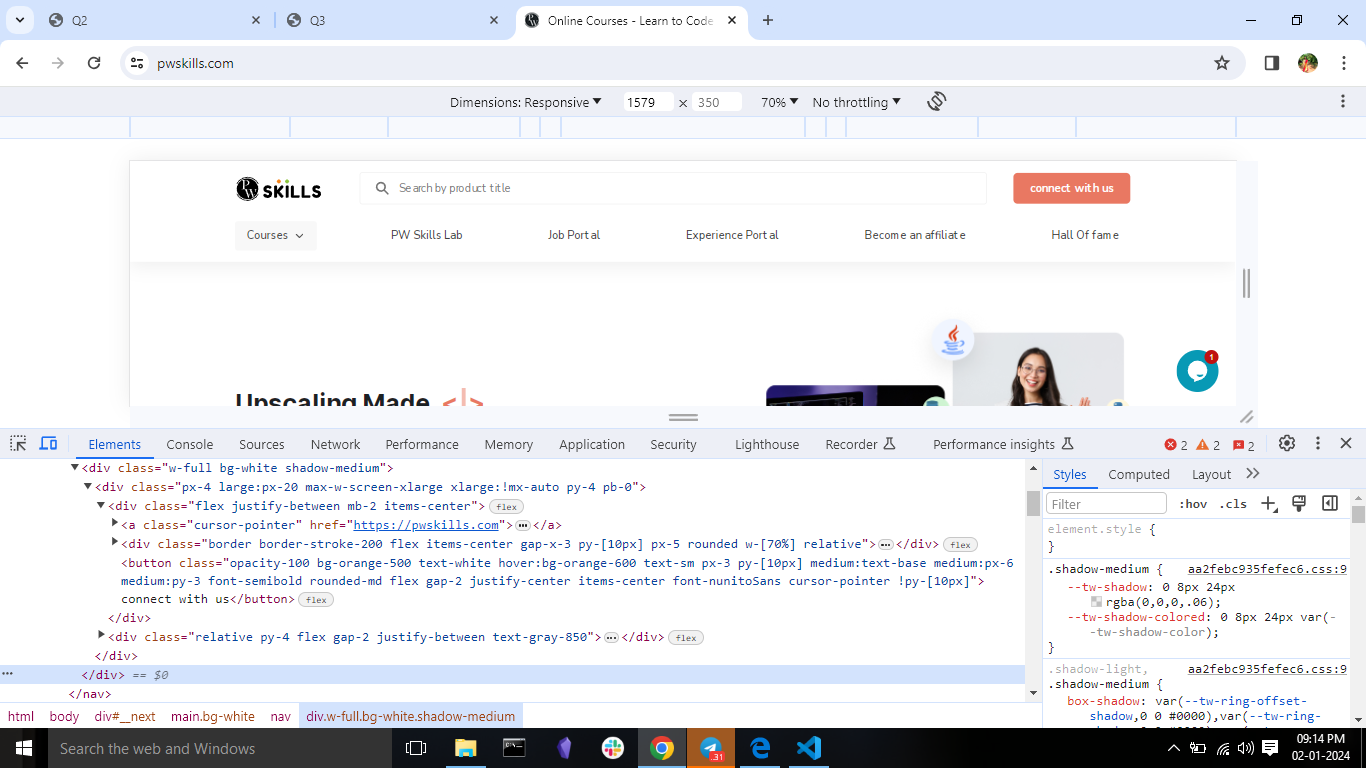 Q2
Q3
Online Courses - Learn to Code
pwskills.com
Dimensions: Responsive 1579 × 350 70% No throttling
PW SKILLS
Search by product title
connect with us
Courses
PW Skills Lab
Job Portal
Experience Portal
Become an affiliate
Hall Of fame
1
Upscaling Made <|>
Elements Console Sources Network Performance Memory Application Security Lighthouse Recorder Performance insights 2 2 2
<div class="w-full bg-white shadow-medium">
<div class="px-4 large:px-20 max-w-screen-xlarge xlarge:!mx-auto py-4 pb-0">
<div class="flex justify-between mb-2 items-center"> flex
<a class="cursor-pointer" href="https://pwskills.com">…</a>
<div class="border border-stroke-200 flex items-center gap-x-3 py-[10px] px-5 rounded w-[70%] relative">…</div> flex
<button class="opacity-100 bg-orange-500 text-white hover:bg-orange-600 text-sm px-3 py-[10px] medium:text-base medium:px-6
medium:py-3 font-semibold rounded-md flex gap-2 justify-center items-center font-nunitoSans cursor-pointer !py-[10px]">
connect with us</button> flex
</div>
<div class="relative py-4 flex gap-2 justify-between text-gray-850">…</div> flex
</div>
… </div> == $0
</nav>
html body div#__next main.bg-white nav div.w-full.bg-white.shadow-medium
Styles Computed Layout
Filter :hov .cls
element.style {
}
.shadow-medium { aa2febc935fefec6.css:9
--tw-shadow: 0 8px 24px
rgba(0,0,0,.06);
--tw-shadow-colored: 0 8px 24px var(-
-tw-shadow-color);
}
.shadow-light, aa2febc935fefec6.css:9
.shadow-medium {
box-shadow: var(--tw-ring-offset-
shadow,0 0 #0000),var(--tw-ring-
Search the web and Windows
31
09:14 PM
02-01-2024